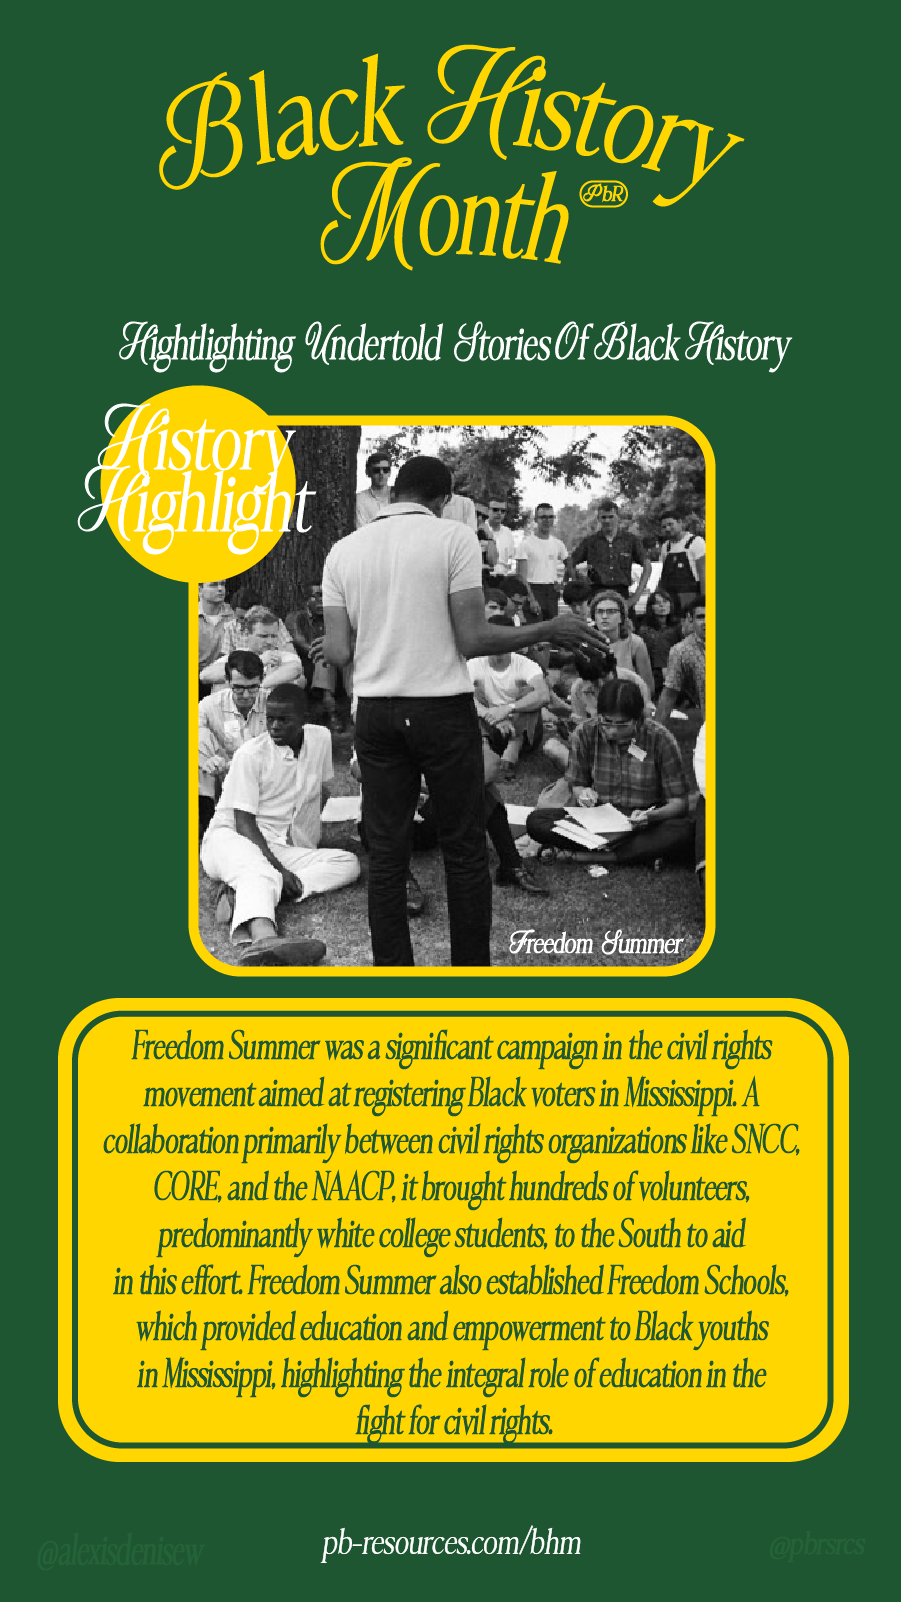 Black History
Month PbR
Hightlighting Undertold Stories Of Black History
History
Highlight
Freedom Summer
Freedom Summer was a significant campaign in the civil rights
movement aimed at registering Black voters in Mississippi. A
collaboration primarily between civil rights organizations like SNCC,
CORE, and the NAACP, it brought hundreds of volunteers,
predominantly white college students, to the South to aid
in this effort. Freedom Summer also established Freedom Schools,
which provided education and empowerment to Black youths
in Mississippi, highlighting the integral role of education in the
fight for civil rights.
@alexisdenisew
pb-resources.com/bhm
@pbrsrcs